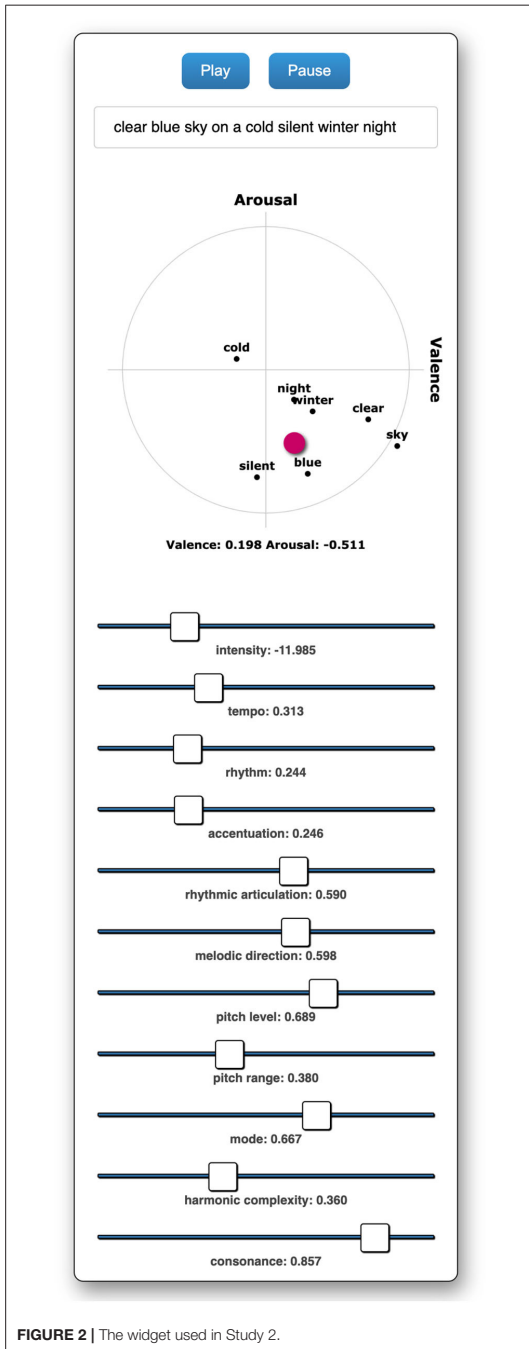 Play Pause
clear blue sky on a cold silent winter night
Arousal
Valence
cold
night
winter
clear
sky
silent blue
Valence: 0.198 Arousal: -0.511
intensity: -11.985
tempo: 0.313
rhythm: 0.244
accentuation: 0.246
rhythmic articulation: 0.590
melodic direction: 0.598
pitch level: 0.689
pitch range: 0.380
mode: 0.667
harmonic complexity: 0.360
consonance: 0.857
FIGURE 2 | The widget used in Study 2.